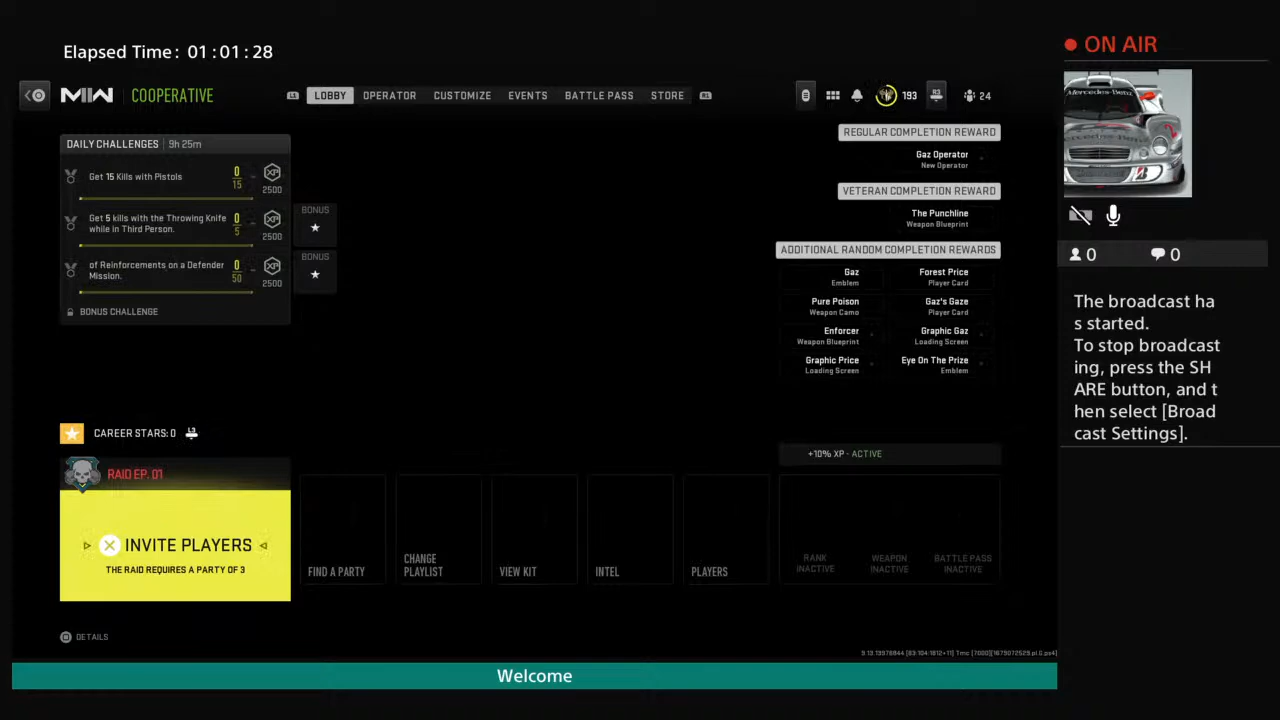 Elapsed Time: 01:01:28
ON AIR
MW COOPERATIVE
L1 LOBBY OPERATOR CUSTOMIZE EVENTS BATTLE PASS STORE R1
193 R3 24
Mercedes-Benz
DAILY CHALLENGES 9h 25m
Get 15 Kills with Pistols
0
15
XP
2500
Get 5 kills with the Throwing Knife
while in Third Person.
0
5
XP
2500
BONUS
of Reinforcements on a Defender
Mission.
0
50
XP
2500
BONUS
BONUS CHALLENGE
REGULAR COMPLETION REWARD
Gaz Operator
New Operator
VETERAN COMPLETION REWARD
The Punchline
Weapon Blueprint
ADDITIONAL RANDOM COMPLETION REWARDS
Gaz
Emblem
Forest Price
Player Card
Pure Poison
Weapon Camo
Gaz's Gaze
Player Card
Enforcer
Weapon Blueprint
Graphic Gaz
Loading Screen
Graphic Price
Loading Screen
Eye On The Prize
Emblem
0 0
The broadcast ha
s started.
To stop broadcast
ing, press the SH
ARE button, and t
hen select [Broad
cast Settings].
CAREER STARS: 0 L3
+10% XP - ACTIVE
RAID EP. 01
INVITE PLAYERS
THE RAID REQUIRES A PARTY OF 3
FIND A PARTY
CHANGE
PLAYLIST
VIEW KIT
INTEL
PLAYERS
RANK
INACTIVE
WEAPON
INACTIVE
BATTLE PASS
INACTIVE
DETAILS
Welcome